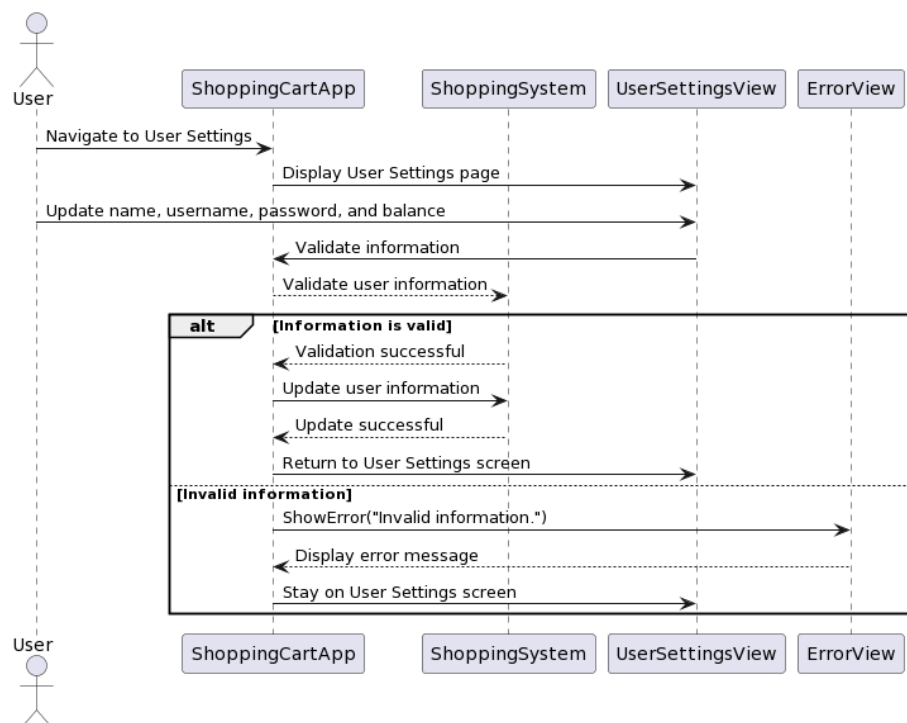 User
ShoppingCartApp
ShoppingSystem
UserSettingsView
ErrorView
Navigate to User Settings
Display User Settings page
Update name, username, password, and balance
Validate information
Validate user information
alt
[Information is valid]
Validation successful
Update user information
Update successful
Return to User Settings screen
[Invalid information]
ShowError("Invalid information.")
Display error message
Stay on User Settings screen
User
ShoppingCartApp
ShoppingSystem
UserSettingsView
ErrorView